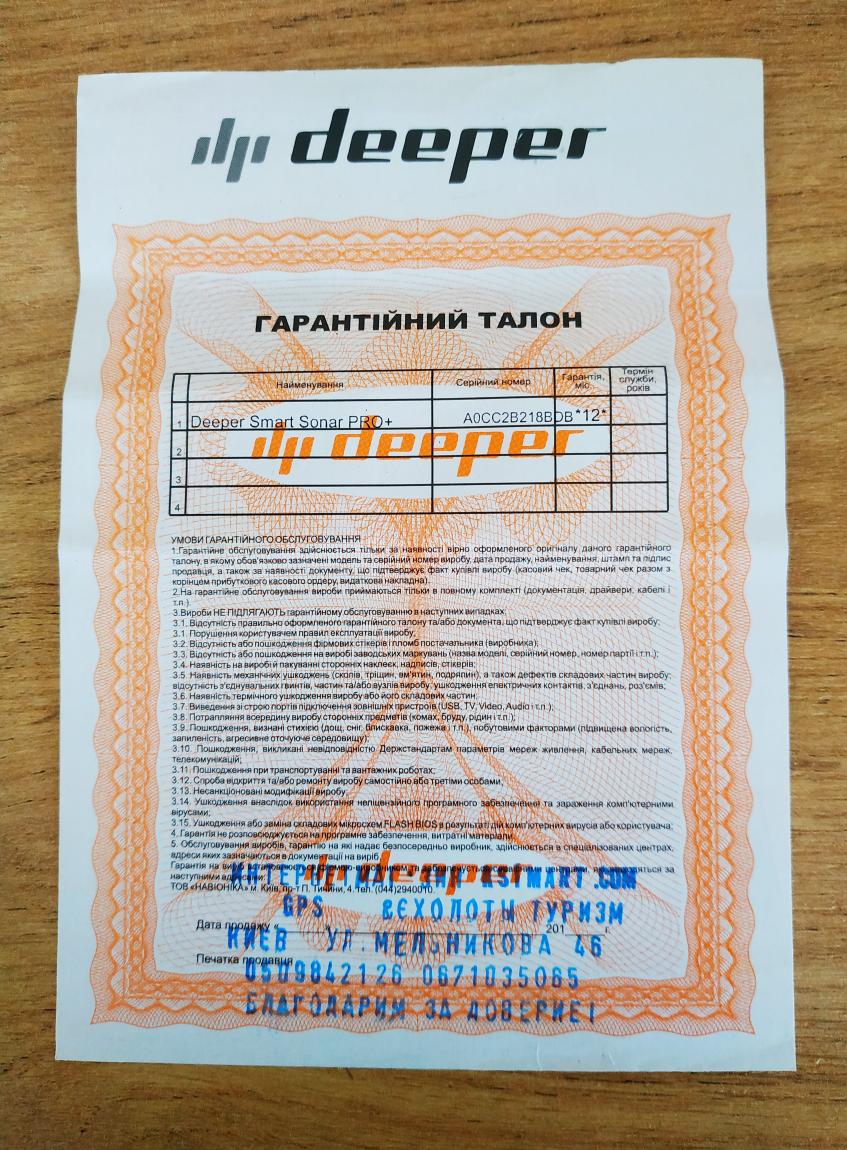 deeper
ГАРАНТІЙНИЙ ТАЛОН
Найменування Серійний номер Гарантія, міс. Термін служби, років
1 Deeper Smart Sonar PRO+ A0CC2B218BDB *12*
2
deeper
3
4
УМОВИ ГАРАНТІЙНОГО ОБСЛУГОВУВАННЯ
1.Гарантійне обслуговування здійснюється тільки за наявності вірно оформленого оригіналу даного гарантійного
талону, в якому обов'язково зазначені модель та серійний номер виробу, дата продажу, найменування, штамп та підпис
продавця, а також за наявності документу, що підтверджує факт купівлі виробу (касовий чек, товарний чек разом з
корінцем прибуткового касового ордеру, видаткова накладна).
2.На гарантійне обслуговування вироби приймаються тільки в повному комплекті (документація, драйвери, кабелі і
т.п.).
3.Вироби НЕ ПІДЛЯГАЮТЬ гарантійному обслуговуванню в наступних випадках:
3.1. Відсутність правильно оформленого гарантійного талону та/або документа, що підтверджує факт купівлі виробу;
3.1. Порушення користувачем правил експлуатації виробу;
3.2. Відсутність або пошкодження фірмових стікерів і пломб постачальника (виробника);
3.3. Відсутність або пошкодження на виробі заводських маркувань (назва моделі, серійний номер, номер партії і т.п.);
3.4. Наявність на виробі й пакуванні сторонніх наклеєк, надписів, стікерів;
3.5. Наявність механічних ушкоджень (сколів, тріщин, вм'ятин, подряпин), а також дефектів складових частин виробу:
відсутність з'єднувальних гвинтів, частин та/або вузлів виробу, ушкодження електричних контактів, з'єднань, роз'ємів;
3.6. Наявність термічного ушкодження виробу або його складових частин;
3.7. Виведення зі строю портів підключення зовнішніх пристроїв (USB, TV, Video, Audio і т.п.);
3.8. Потрапляння всередину виробу сторонніх предметів (комах, бруду, рідин і т.п.);
3.9. Пошкодження, визнані стихією (дощ, сніг, блискавка, пожежа і т.п.), побутовими факторами (підвищена вологість,
запиленість, агресивне оточуюче середовищу);
3.10. Пошкодження, викликані невідповідністю Держстандартам параметрів мереж живлення, кабельних мереж,
телекомунікацій;
3.11. Пошкодження при транспортуванні та вантажних роботах;
3.12. Спроба відкриття та/або ремонту виробу самостійно або третіми особами;
3.13. Несанкціоновані модифікації виробу;
3.14. Ушкодження внаслідок використання неліцензійного програмного забезпечення та зараження комп'ютерними
вірусами;
3.15. Ушкодження або заміна складових мікросхем FLASH BIOS в результаті дій комп'ютерних вирусів або користувача;
4. Гарантія не розповсюджується на програмне забезпечення, витратні матеріали.
5. Обслуговування виробів, гарантію на які надає безпосередньо виробник, здійснюється в спеціалізованих центрах,
адреси яких зазначаються в документації на виріб.
Гарантія на виріб за
наступними адресами:
ТОВ «НАВІОНІКА» м. Київ, пр-т П. Тичини, 4. тел. (044)2940010.
deeper
GPS ЭХОЛОТЫ ТУРИЗМ
Дата продажу « 201 г.
КИЕВ УЛ.МЕЛЬНИКОВА 46
Печатка продавця
0509842126 0671035065
БЛАГОДАРИМ ЗА ДОВЕРИЕ!